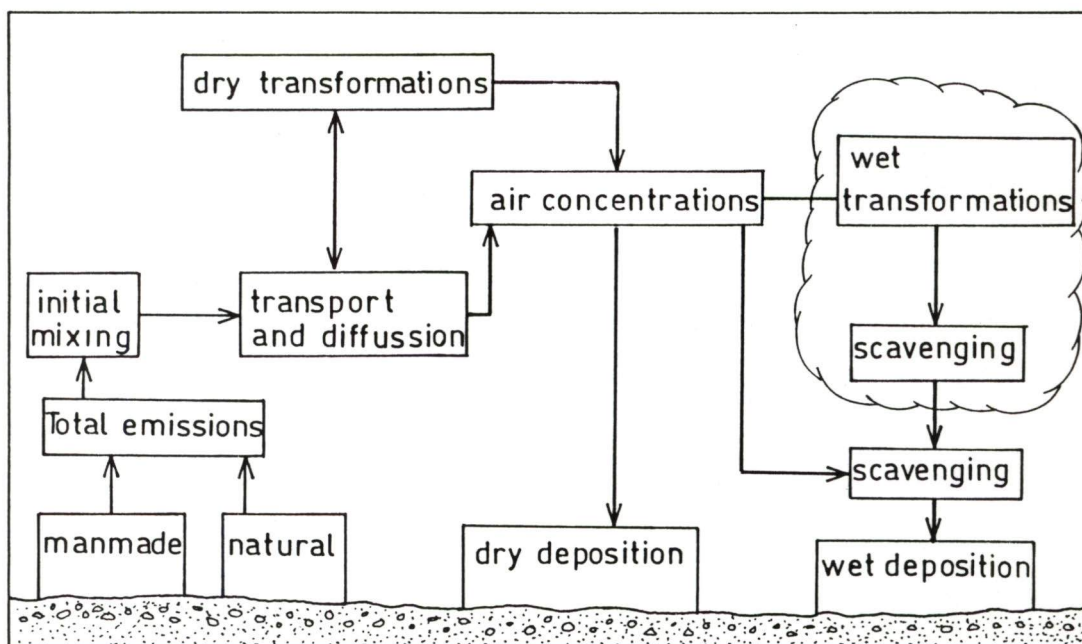 dry transformations
wet
transformations
air concentrations
initial
mixing
transport
and diffussion
scavenging
Total emissions
scavenging
manmade
natural
dry deposition
wet deposition